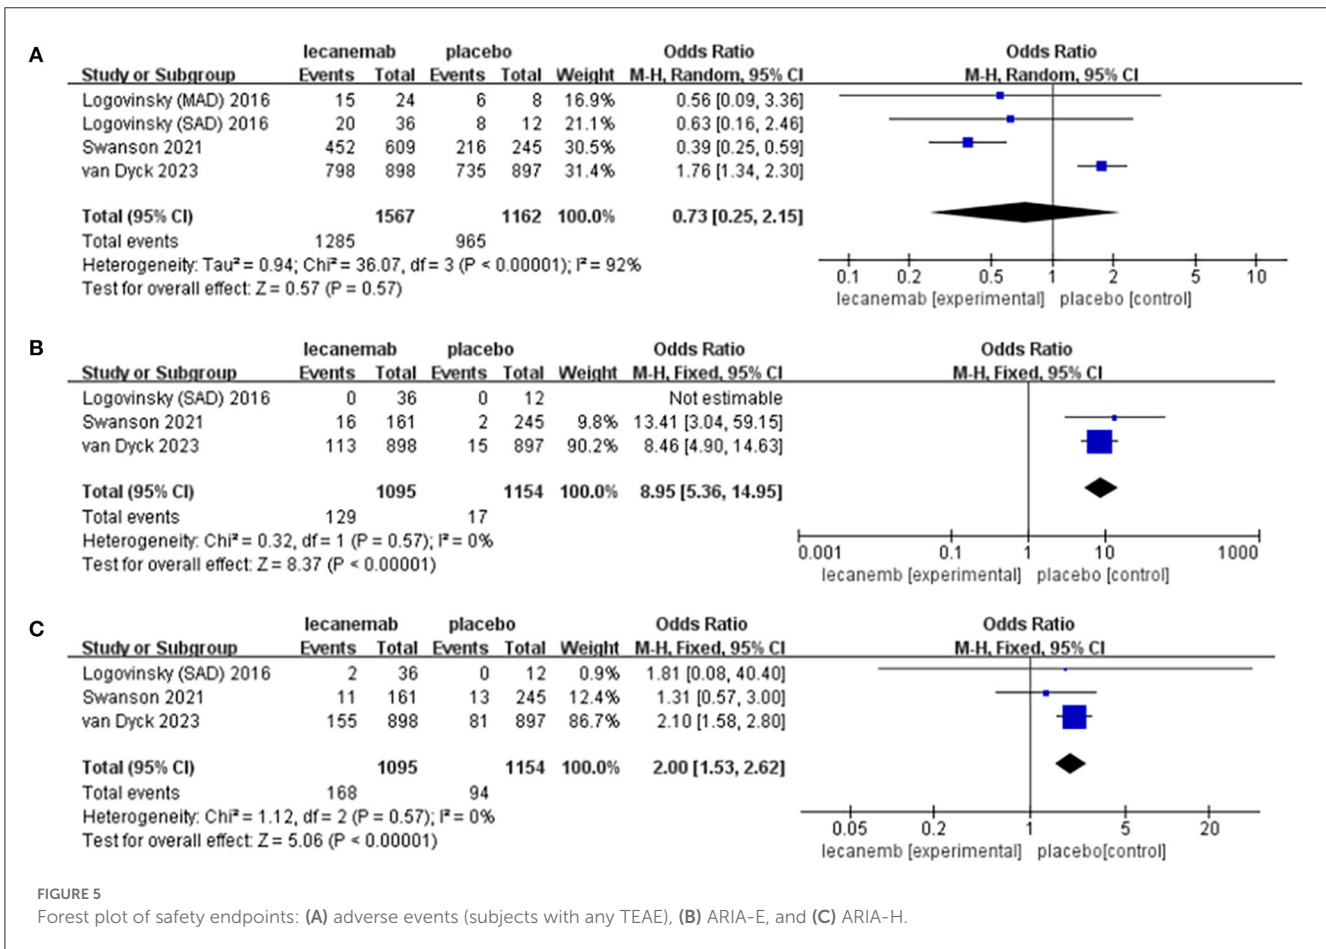 A
lecanemab placebo Odds Ratio Odds Ratio
Study or Subgroup Events Total Events Total Weight M-H, Random, 95% CI M-H, Random, 95% CI
Logovinsky (MAD) 2016 15 24 6 8 16.9% 0.56 [0.09, 3.36]
Logovinsky (SAD) 2016 20 36 8 12 21.1% 0.63 [0.16, 2.46]
Swanson 2021 452 609 216 245 30.5% 0.39 [0.25, 0.59]
van Dyck 2023 798 898 735 897 31.4% 1.76 [1.34, 2.30]
Total (95% CI) 1567 1162 100.0% 0.73 [0.25, 2.15]
Total events 1285 965
Heterogeneity: Tau² = 0.94; Chi² = 36.07, df = 3 (P < 0.00001); I² = 92%
Test for overall effect: Z = 0.57 (P = 0.57)
0.1 0.2 0.5 1 2 5 10
lecanemab [experimental] placebo [control]
B
lecanemab placebo Odds Ratio Odds Ratio
Study or Subgroup Events Total Events Total Weight M-H, Fixed, 95% CI M-H, Fixed, 95% CI
Logovinsky (SAD) 2016 0 36 0 12 Not estimable
Swanson 2021 16 161 2 245 9.8% 13.41 [3.04, 59.15]
van Dyck 2023 113 898 15 897 90.2% 8.46 [4.90, 14.63]
Total (95% CI) 1095 1154 100.0% 8.95 [5.36, 14.95]
Total events 129 17
Heterogeneity: Chi² = 0.32, df = 1 (P = 0.57); I² = 0%
Test for overall effect: Z = 8.37 (P < 0.00001)
0.001 0.1 1 10 1000
lecanemb [experimental] placebo [control]
C
lecanemab placebo Odds Ratio Odds Ratio
Study or Subgroup Events Total Events Total Weight M-H, Fixed, 95% CI M-H, Fixed, 95% CI
Logovinsky (SAD) 2016 2 36 0 12 0.9% 1.81 [0.08, 40.40]
Swanson 2021 11 161 13 245 12.4% 1.31 [0.57, 3.00]
van Dyck 2023 155 898 81 897 86.7% 2.10 [1.58, 2.80]
Total (95% CI) 1095 1154 100.0% 2.00 [1.53, 2.62]
Total events 168 94
Heterogeneity: Chi² = 1.12, df = 2 (P = 0.57); I² = 0%
Test for overall effect: Z = 5.06 (P < 0.00001)
0.05 0.2 1 5 20
lecanemb [experimental] placebo[control]
FIGURE 5
Forest plot of safety endpoints: (A) adverse events (subjects with any TEAE), (B) ARIA-E, and (C) ARIA-H.